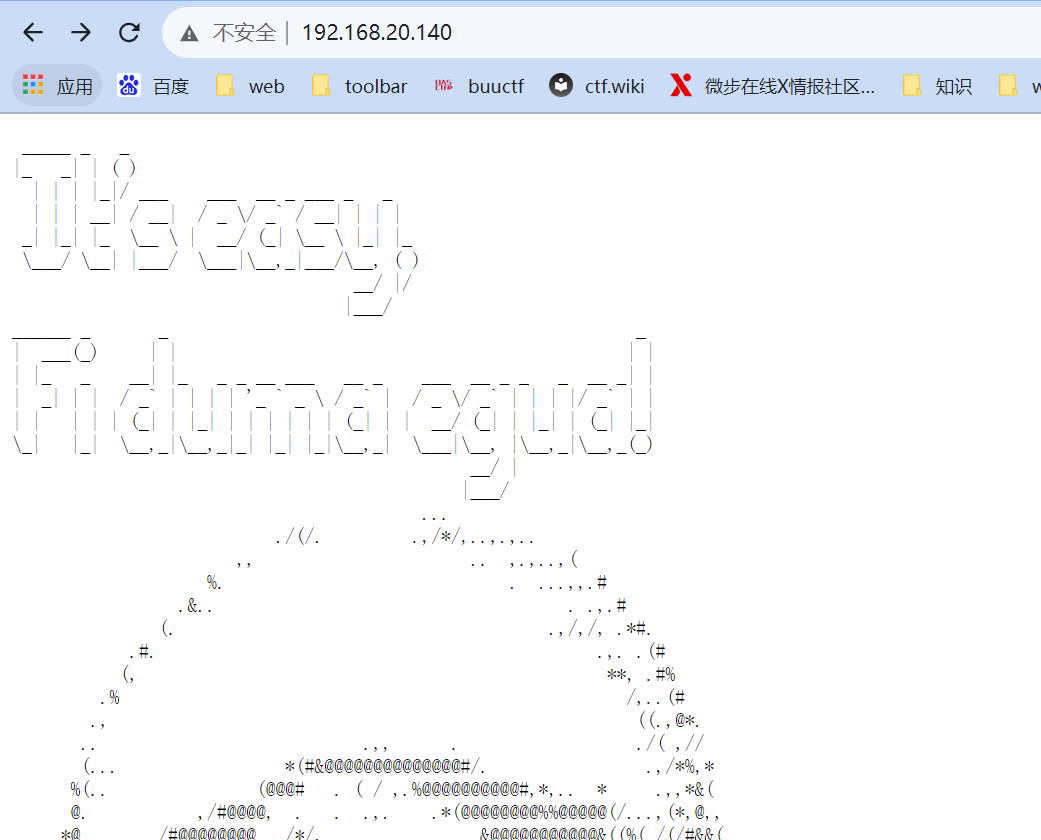 不安全 192.168.20.140
应用 百度 web toolbar buuctf ctf.wiki 微步在线X情报社区... 知识
It's easy,
Fi duma egud!